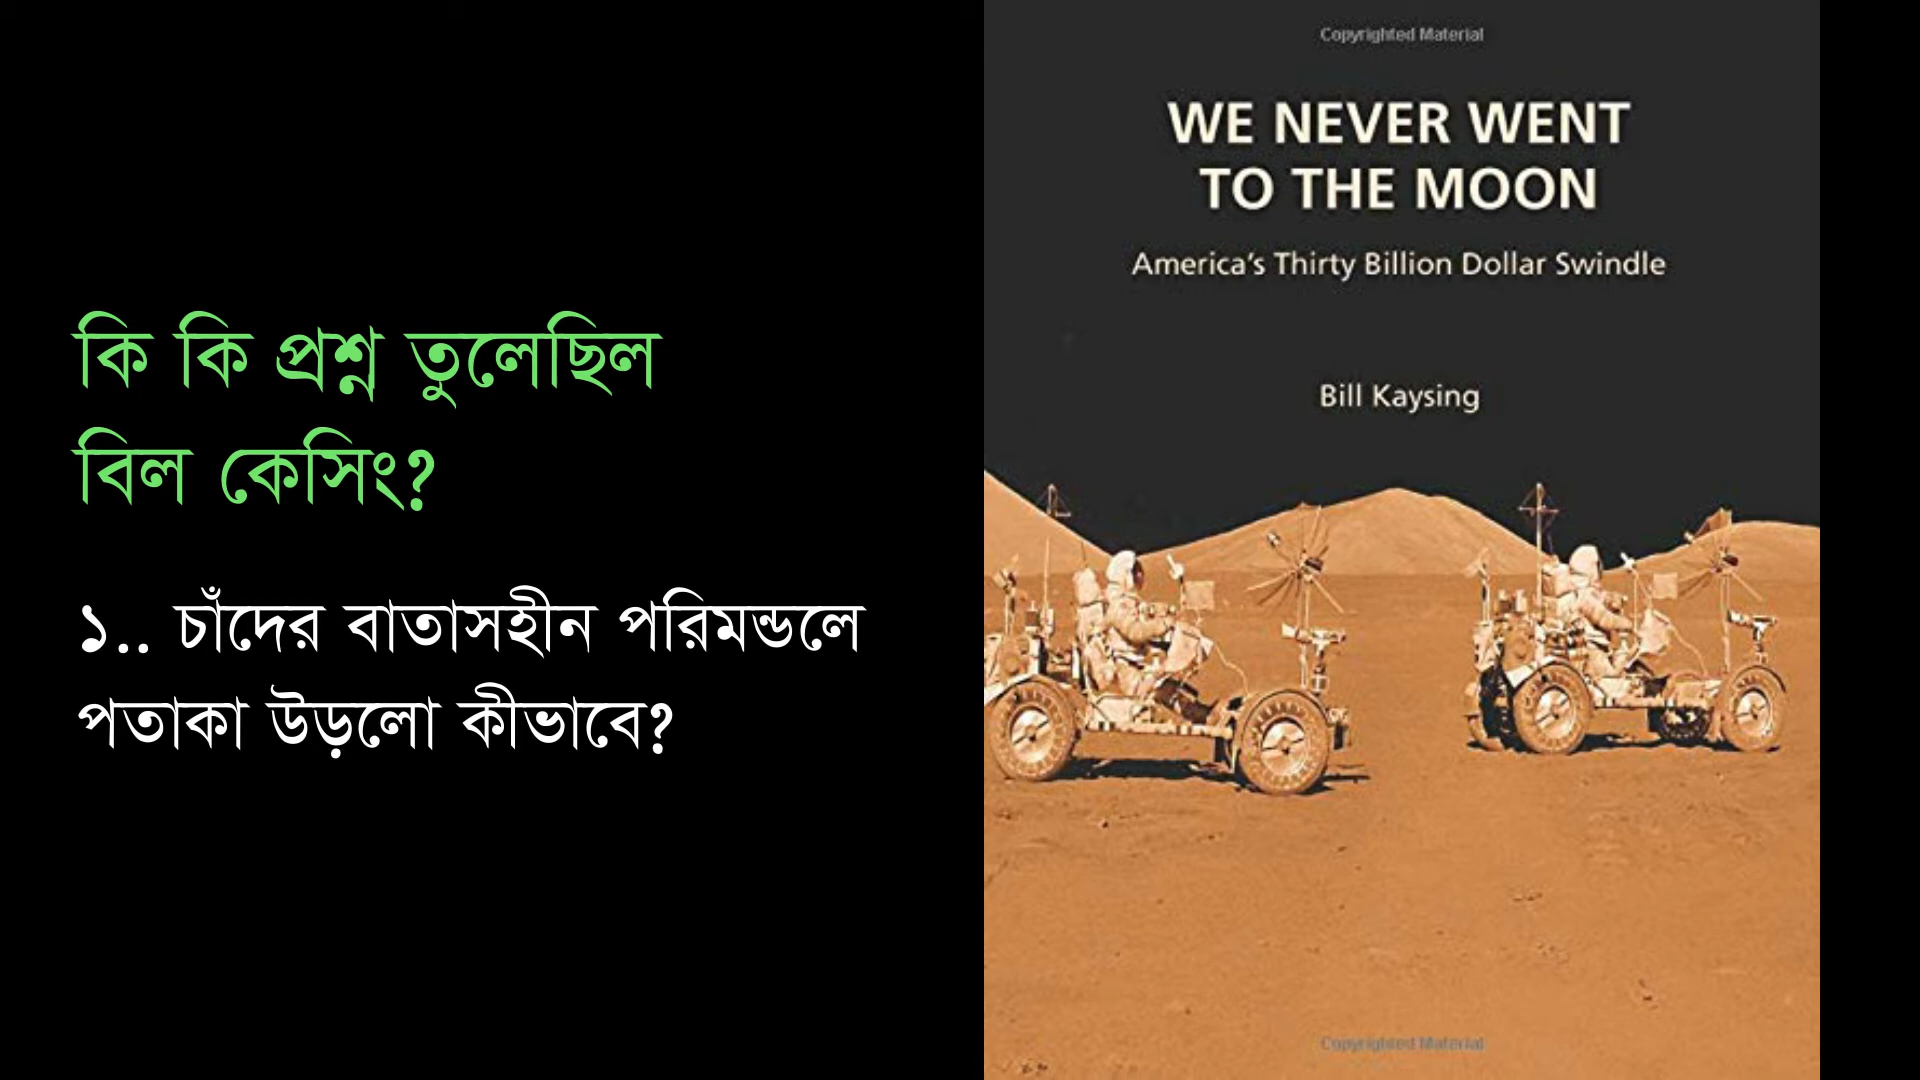 কি কি প্রশ্ন তুলেছিল
বিল কেসিং?
১.. চাঁদের বাতাসহীন পরিমন্ডলে
পতাকা উড়লো কীভাবে?
Copyrighted Material
WE NEVER WENT
TO THE MOON
America's Thirty Billion Dollar Swindle
Bill Kaysing
Copyrighted Material